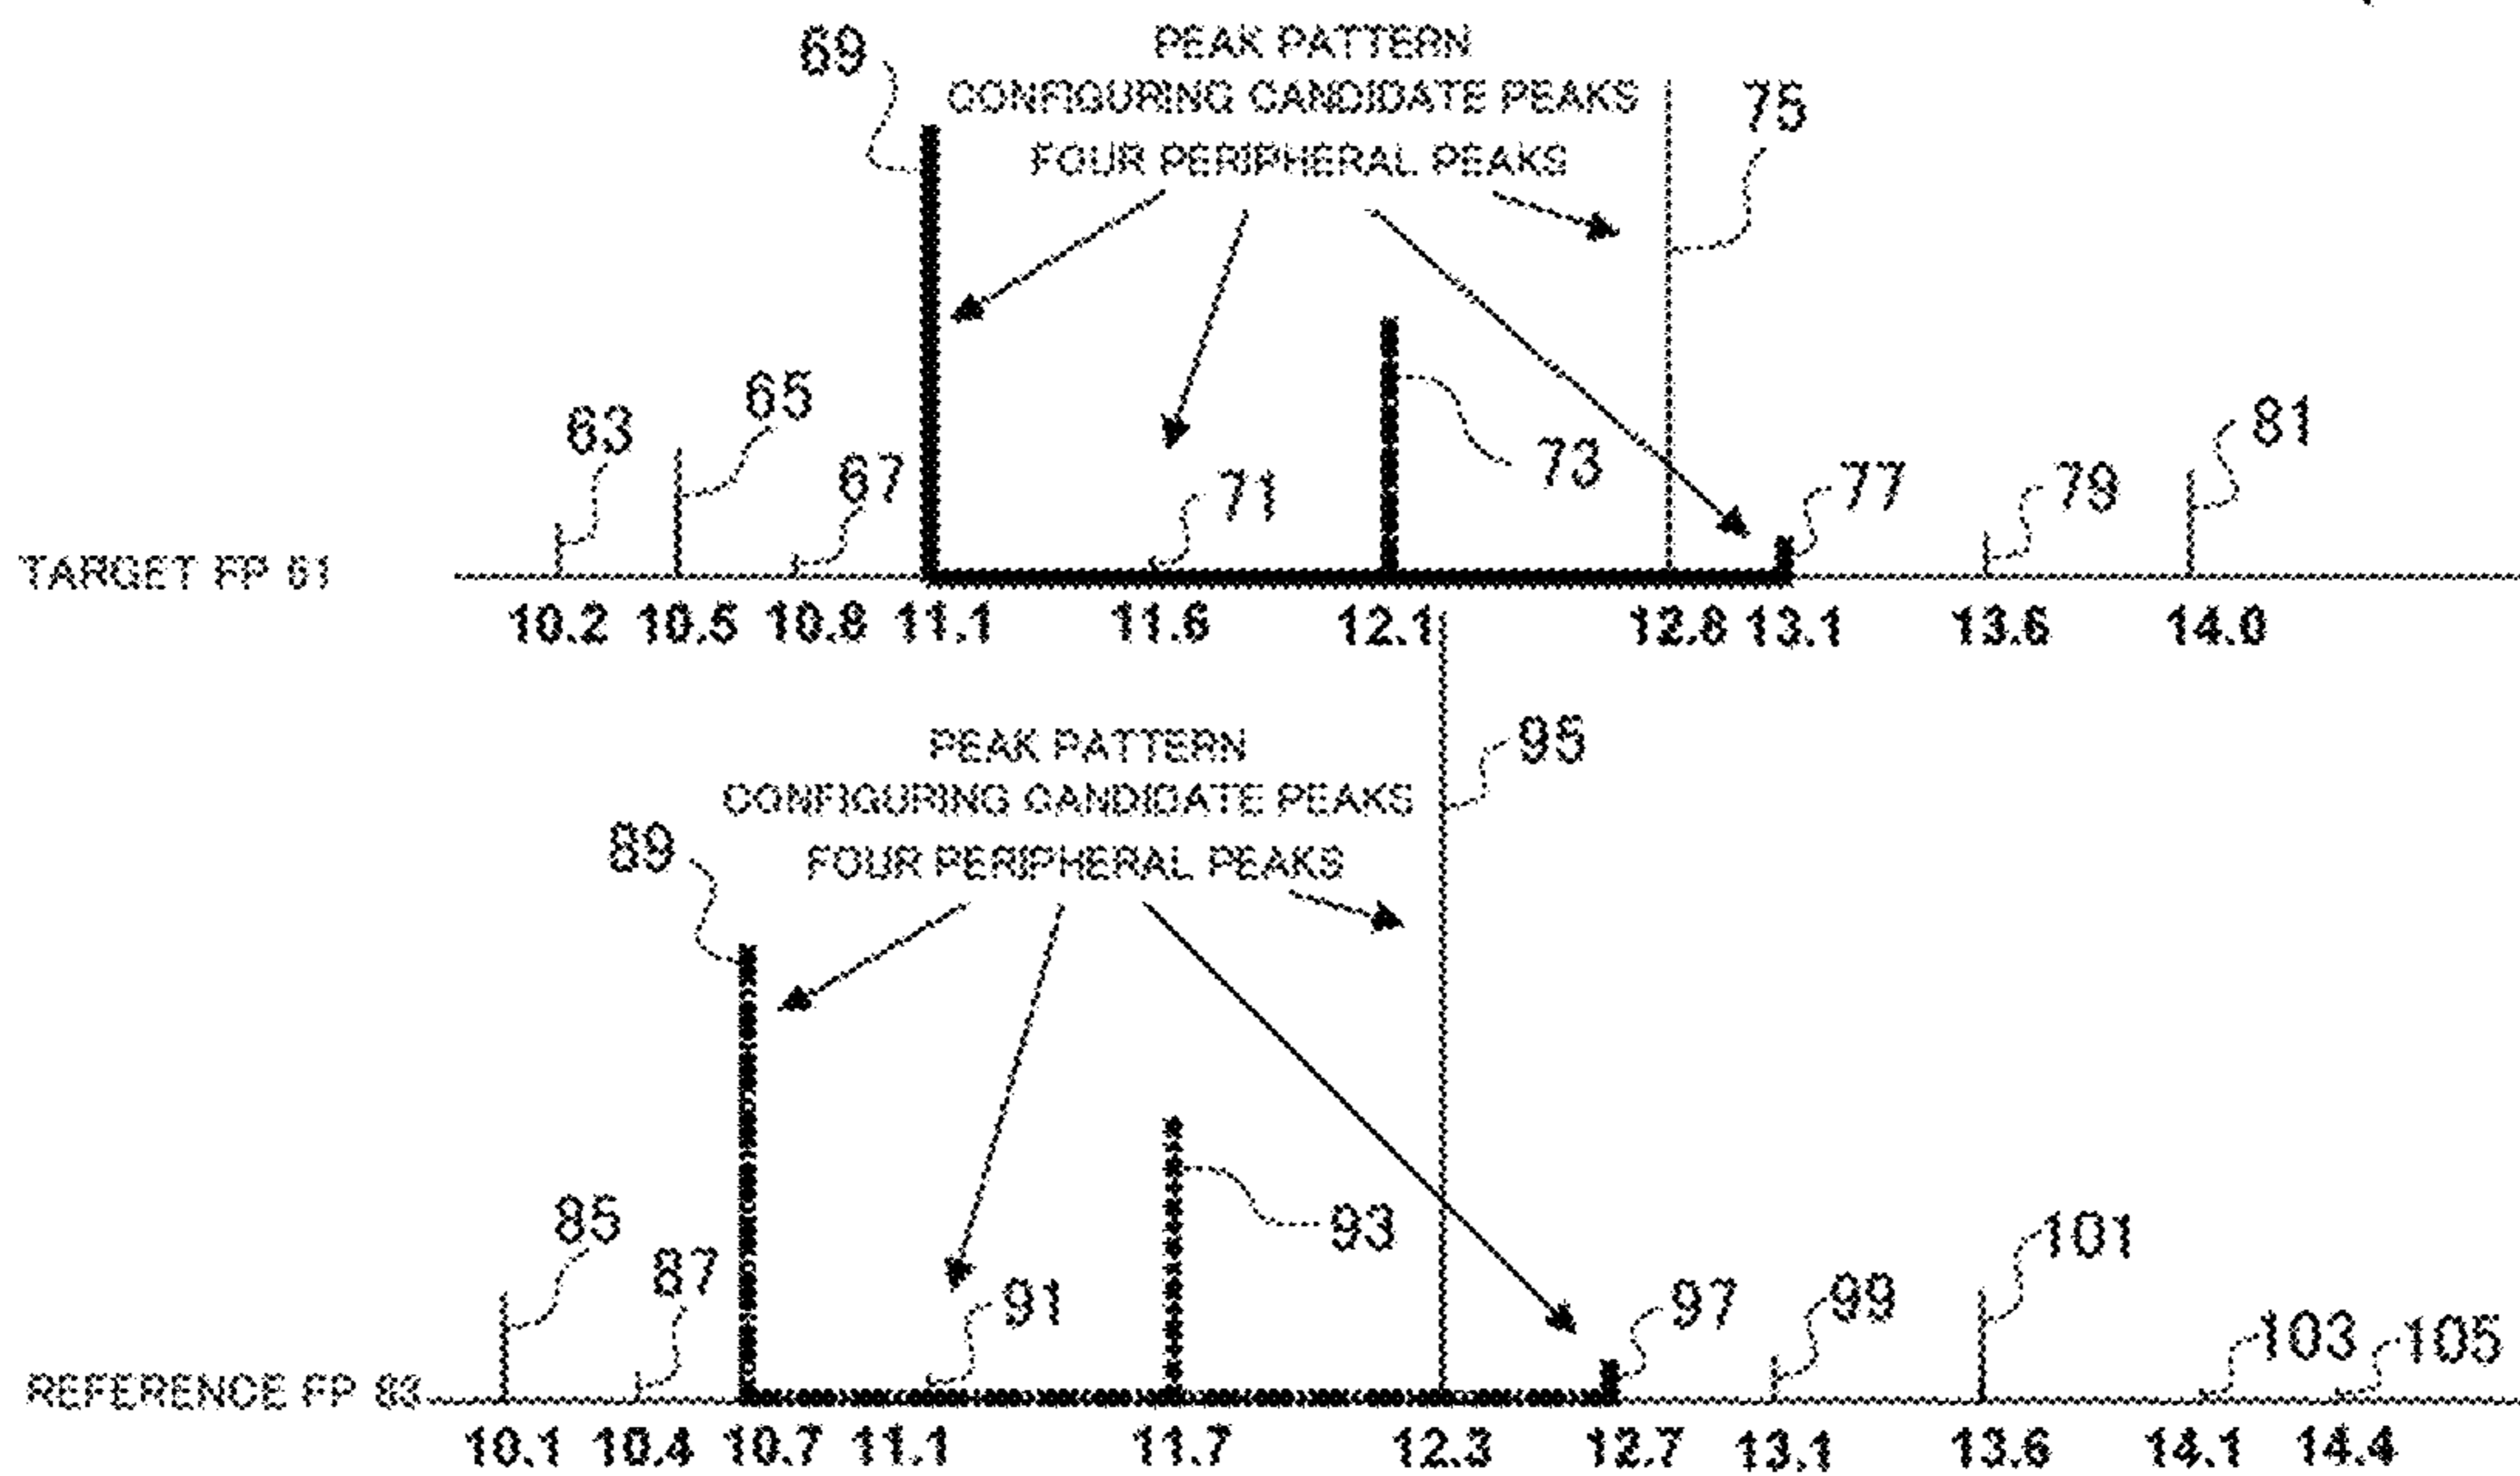 69
PEAK PATTERN
CONFIGURING CANDIDATE PEAKS
FOUR PERIPHERAL PEAKS
75
63
65
67
71
73
77
79
81
TARGET FP 61
10.2 10.5 10.8 11.1 11.6 12.1 12.8 13.1 13.6 14.0
PEAK PATTERN
CONFIGURING CANDIDATE PEAKS
FOUR PERIPHERAL PEAKS
95
89
85
87
91
93
97
99
101
103
105
REFERENCE FP 83
10.1 10.4 10.7 11.1 11.7 12.3 12.7 13.1 13.6 14.1 14.4